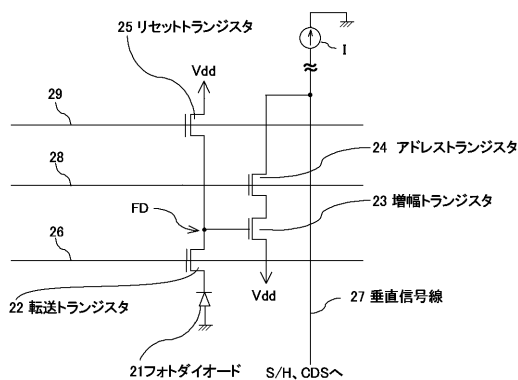 25 リセットトランジスタ
I
Vdd
29
28
24 アドレストランジスタ
FD
23 増幅トランジスタ
26
Vdd
22 転送トランジスタ
27 垂直信号線
21フォトダイオード
S/H、CDSへ